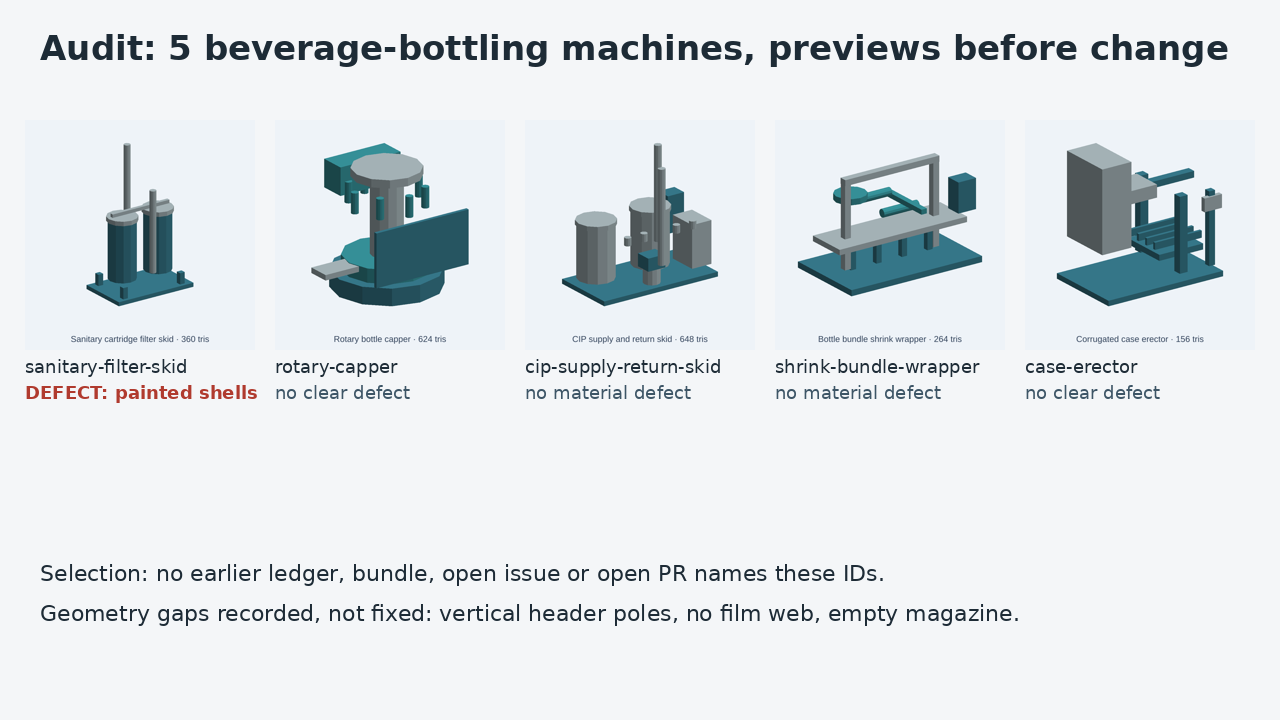 Audit: 5 beverage-bottling machines, previews before change
Sanitary cartridge filter skid · 360 tris
Rotary bottle capper · 624 tris
CIP supply and return skid · 648 tris
Bottle bundle shrink wrapper · 264 tris
Corrugated case erector · 156 tris
sanitary-filter-skid
rotary-capper
cip-supply-return-skid
shrink-bundle-wrapper
case-erector
DEFECT: painted shells
no clear defect
no material defect
no material defect
no clear defect
Selection: no earlier ledger, bundle, open issue or open PR names these IDs.
Geometry gaps recorded, not fixed: vertical header poles, no film web, empty magazine.